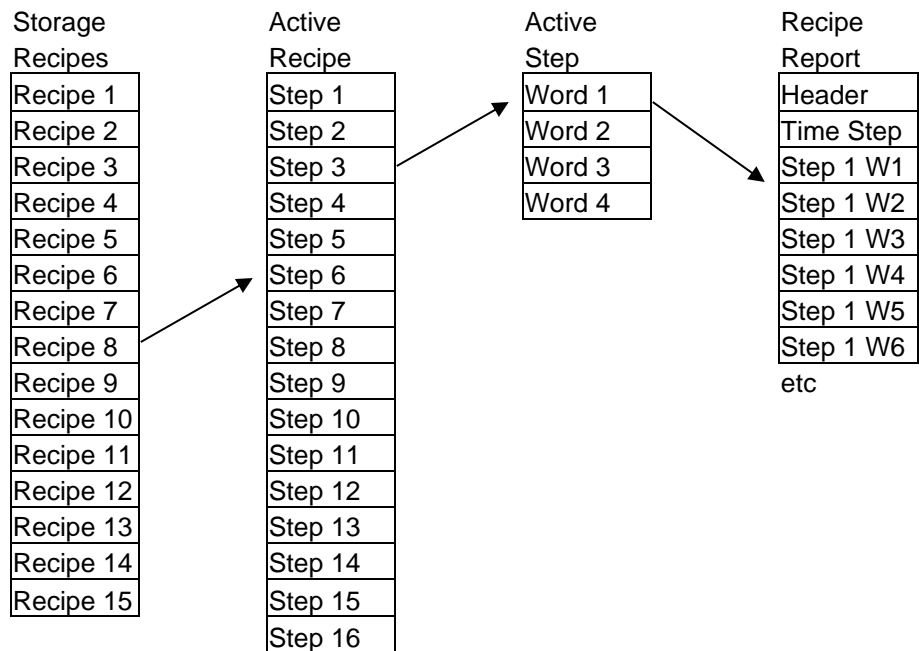 Storage Active Active Recipe
Recipes Recipe Step Report
Recipe 1 Step 1 Word 1 Header
Recipe 2 Step 2 Word 2 Time Step
Recipe 3 Step 3 Word 3 Step 1 W1
Recipe 4 Step 4 Word 4 Step 1 W2
Recipe 5 Step 5 Step 1 W3
Recipe 6 Step 6 Step 1 W4
Recipe 7 Step 7 Step 1 W5
Recipe 8 Step 8 Step 1 W6
Recipe 9 Step 9 etc
Recipe 10 Step 10
Recipe 11 Step 11
Recipe 12 Step 12
Recipe 13 Step 13
Recipe 14 Step 14
Recipe 15 Step 15
Step 16